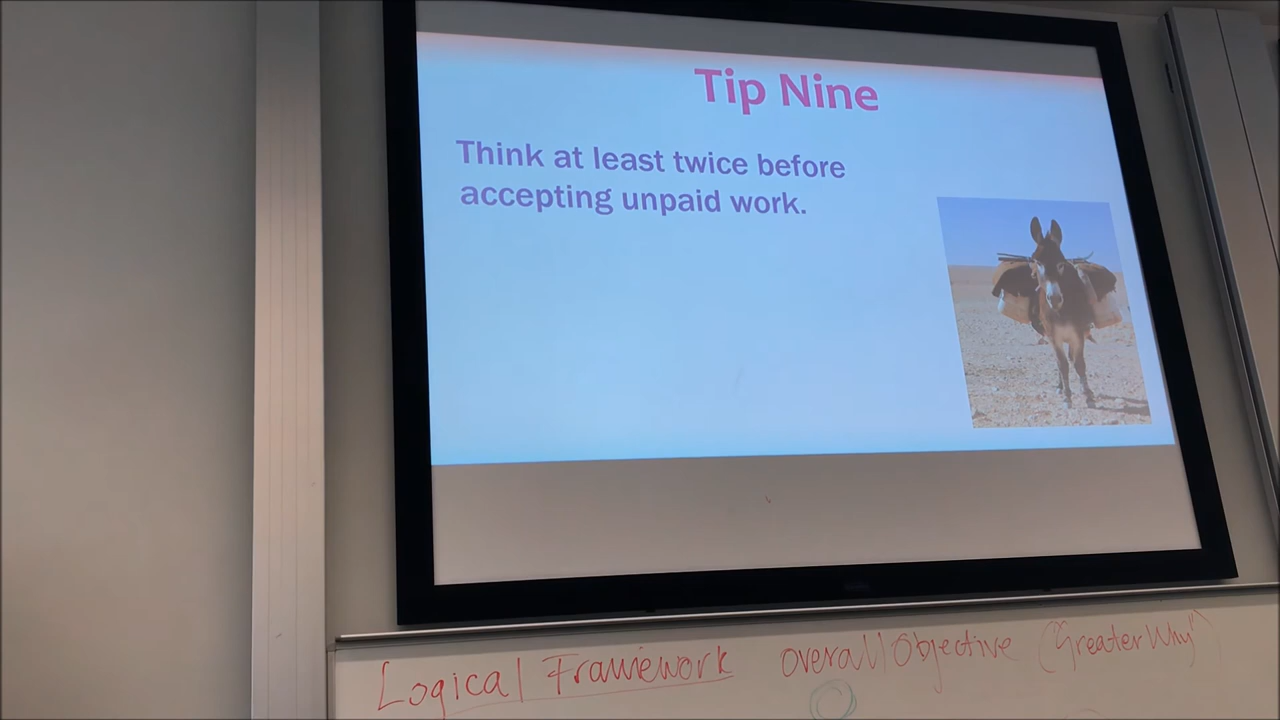 Tip Nine
Think at least twice before
accepting unpaid work.
Logical Framework overall Objective ("Greater Why")